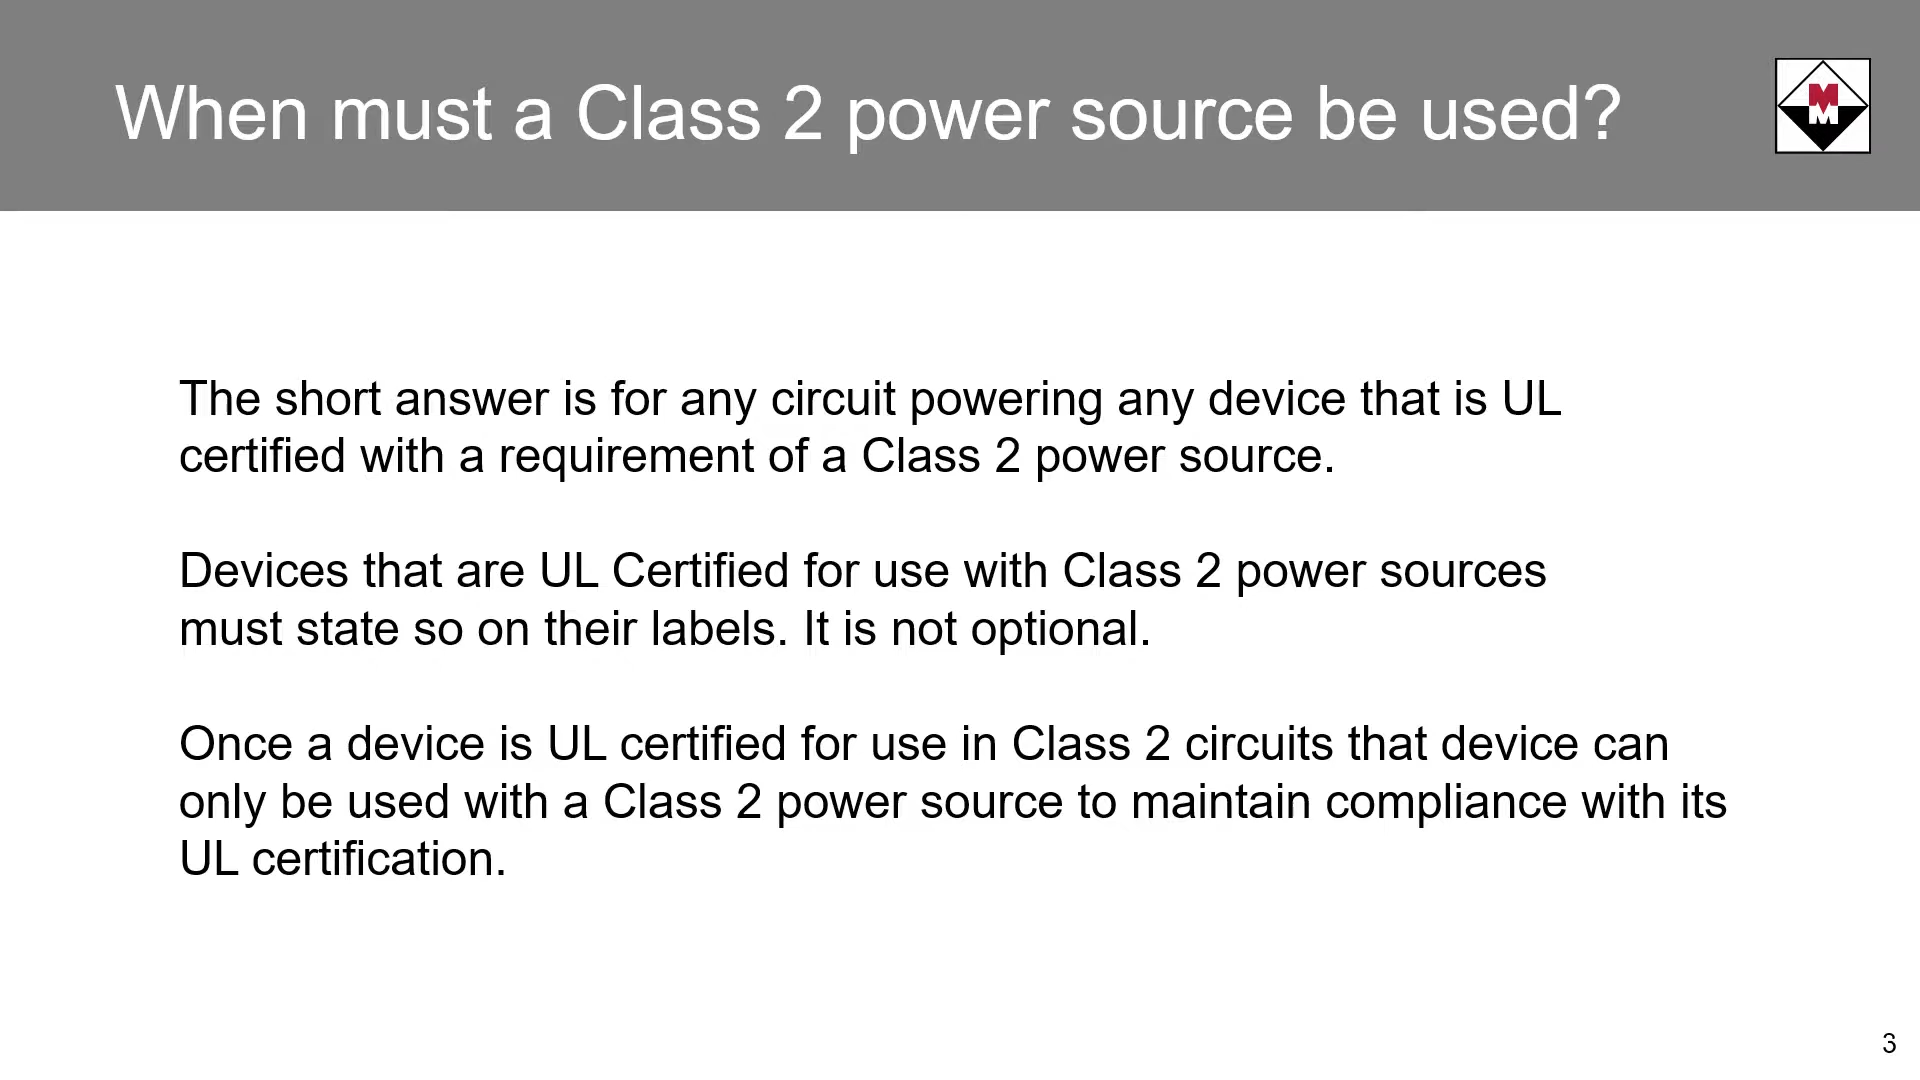 When must a Class 2 power source be used?
M
M
The short answer is for any circuit powering any device that is UL
certified with a requirement of a Class 2 power source.
Devices that are UL Certified for use with Class 2 power sources
must state so on their labels. It is not optional.
Once a device is UL certified for use in Class 2 circuits that device can
only be used with a Class 2 power source to maintain compliance with its
UL certification.
3